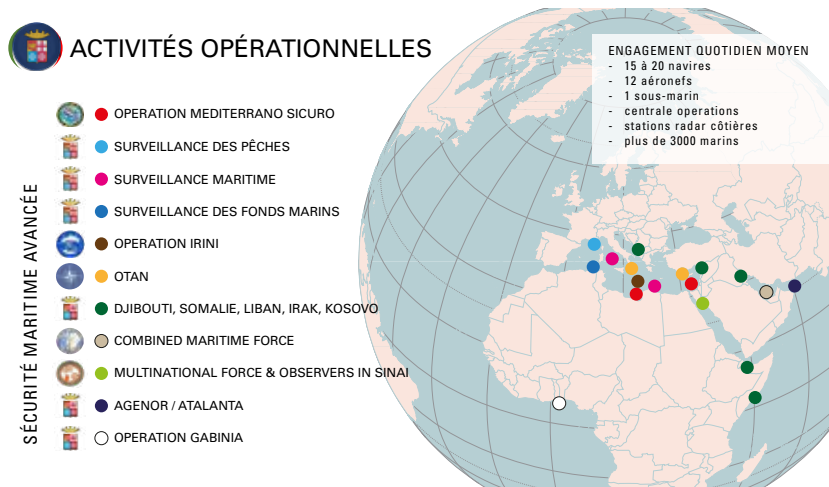 ACTIVITÉS OPÉRATIONNELLES
ENGAGEMENT QUOTIDIEN MOYEN
- 15 à 20 navires
- 12 aéronefs
- 1 sous-marin
- centrale operations
- stations radar côtières
- plus de 3000 marins
SÉCURITÉ MARITIME AVANCÉE
OPERATION MEDITERRANO SICURO
SURVEILLANCE DES PÊCHES
SURVEILLANCE MARITIME
SURVEILLANCE DES FONDS MARINS
OPERATION IRINI
OTAN
DJIBOUTI, SOMALIE, LIBAN, IRAK, KOSOVO
COMBINED MARITIME FORCE
MULTINATIONAL FORCE & OBSERVERS IN SINAI
AGENOR / ATALANTA
OPERATION GABINIA